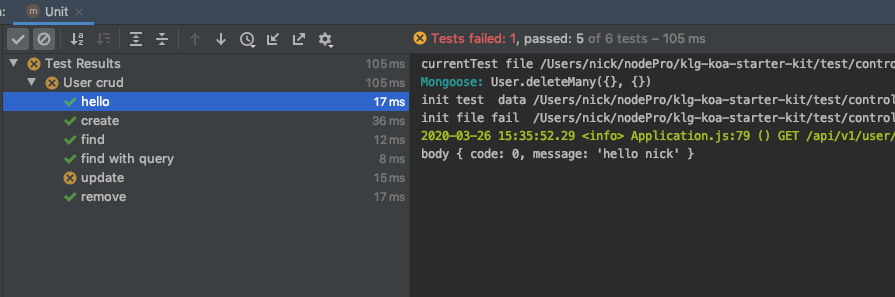 n: Unit
Tests failed: 1, passed: 5 of 6 tests – 105 ms
Test Results 105 ms
User crud 105 ms
hello 17 ms
create 36 ms
find 12 ms
find with query 8 ms
update 15 ms
remove 17 ms
currentTest file /Users/nick/nodePro/klg-koa-starter-kit/test/contro
Mongoose: User.deleteMany({}, {})
init test  data /Users/nick/nodePro/klg-koa-starter-kit/test/control
init file fail  /Users/nick/nodePro/klg-koa-starter-kit/test/control
2020-03-26 15:35:52.29 <info> Application.js:79 () GET /api/v1/user/
body { code: 0, message: 'hello nick' }